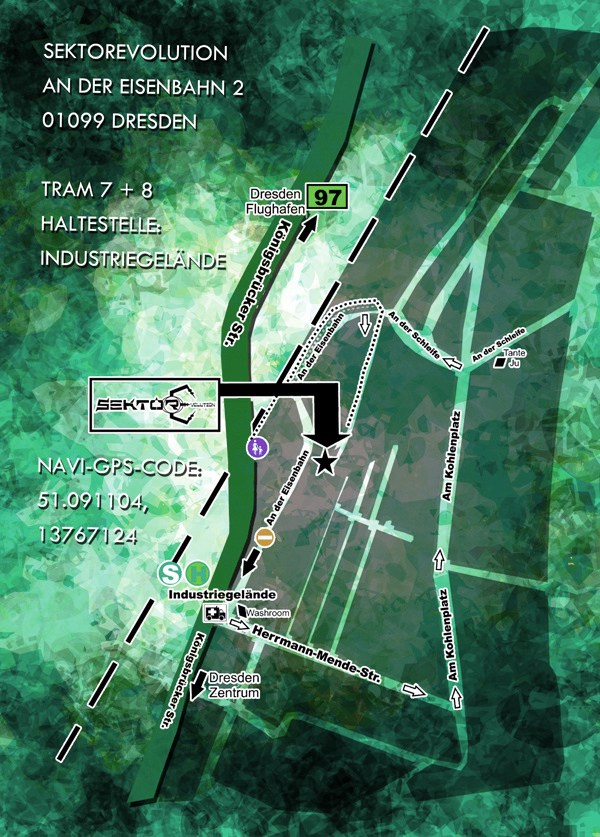 SEKTOREVOLUTION
AN DER EISENBAHN 2
01099 DRESDEN
TRAM 7 + 8
HALTESTELLE:
INDUSTRIEGELÄNDE
Dresden
Flughafen
97
Königsbrücker Str.
An der Eisenbahn
An der Schleife
An der Schleife
Tante
Ju
SEKTOR
EVOLUTION
NAVI-GPS-CODE:
51.091104,
13767124
An der Eisenbahn
Am Kohlenplatz
S
H
Industriegelände
Washroom
Herrmann-Mende-Str.
Am Kohlenplatz
Königsbrücker Str.
Dresden
Zentrum